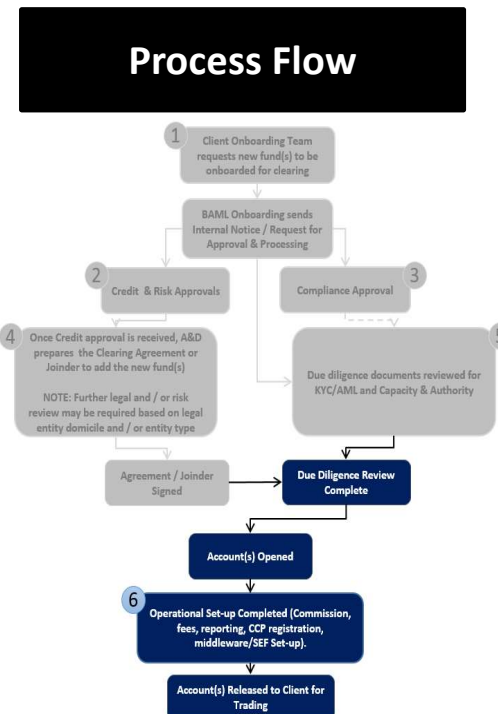 Process Flow
1
Client Onboarding Team
requests new fund(s) to be
onboarded for clearing
BAML Onboarding sends
Internal Notice / Request for
Approval & Processing
2
Credit & Risk Approvals
3
Compliance Approval
4
Once Credit approval is received, A&D
prepares the Clearing Agreement or
Joinder to add the new fund(s)
NOTE: Further legal and / or risk
review may be required based on legal
entity domicile and / or entity type
5
Due diligence documents reviewed for
KYC/AML and Capacity & Authority
Agreement / Joinder
Signed
Due Diligence Review
Complete
Account(s) Opened
6
Operational Set-up Completed (Commission,
fees, reporting, CCP registration,
middleware/SEF Set-up).
Account(s) Released to Client for
Trading